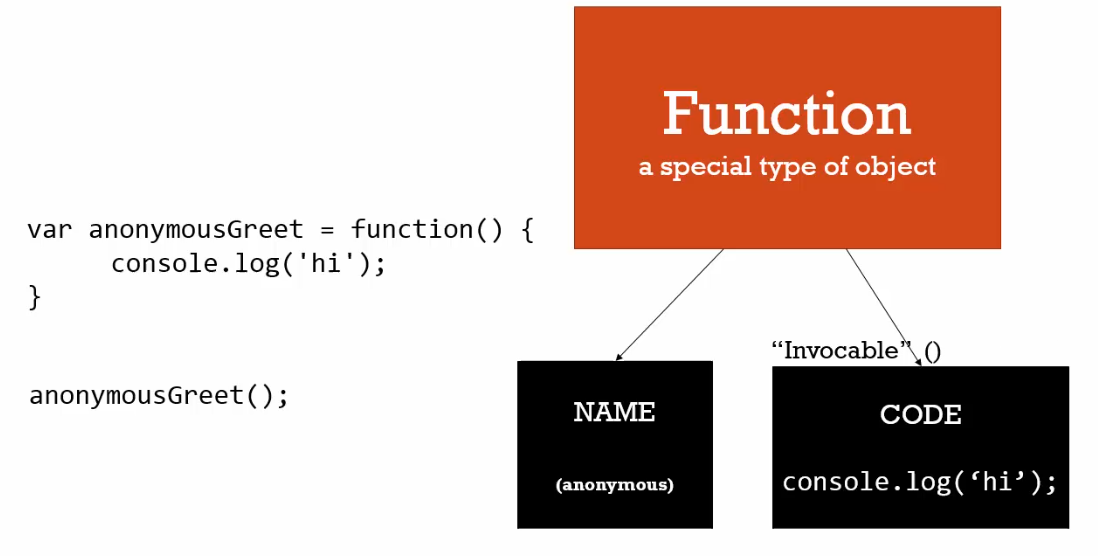 Function
a special type of object
var anonymousGreet = function() {
console.log('hi');
}
anonymousGreet();
“Invocable” ()
NAME
(anonymous)
CODE
console.log(‘hi’);